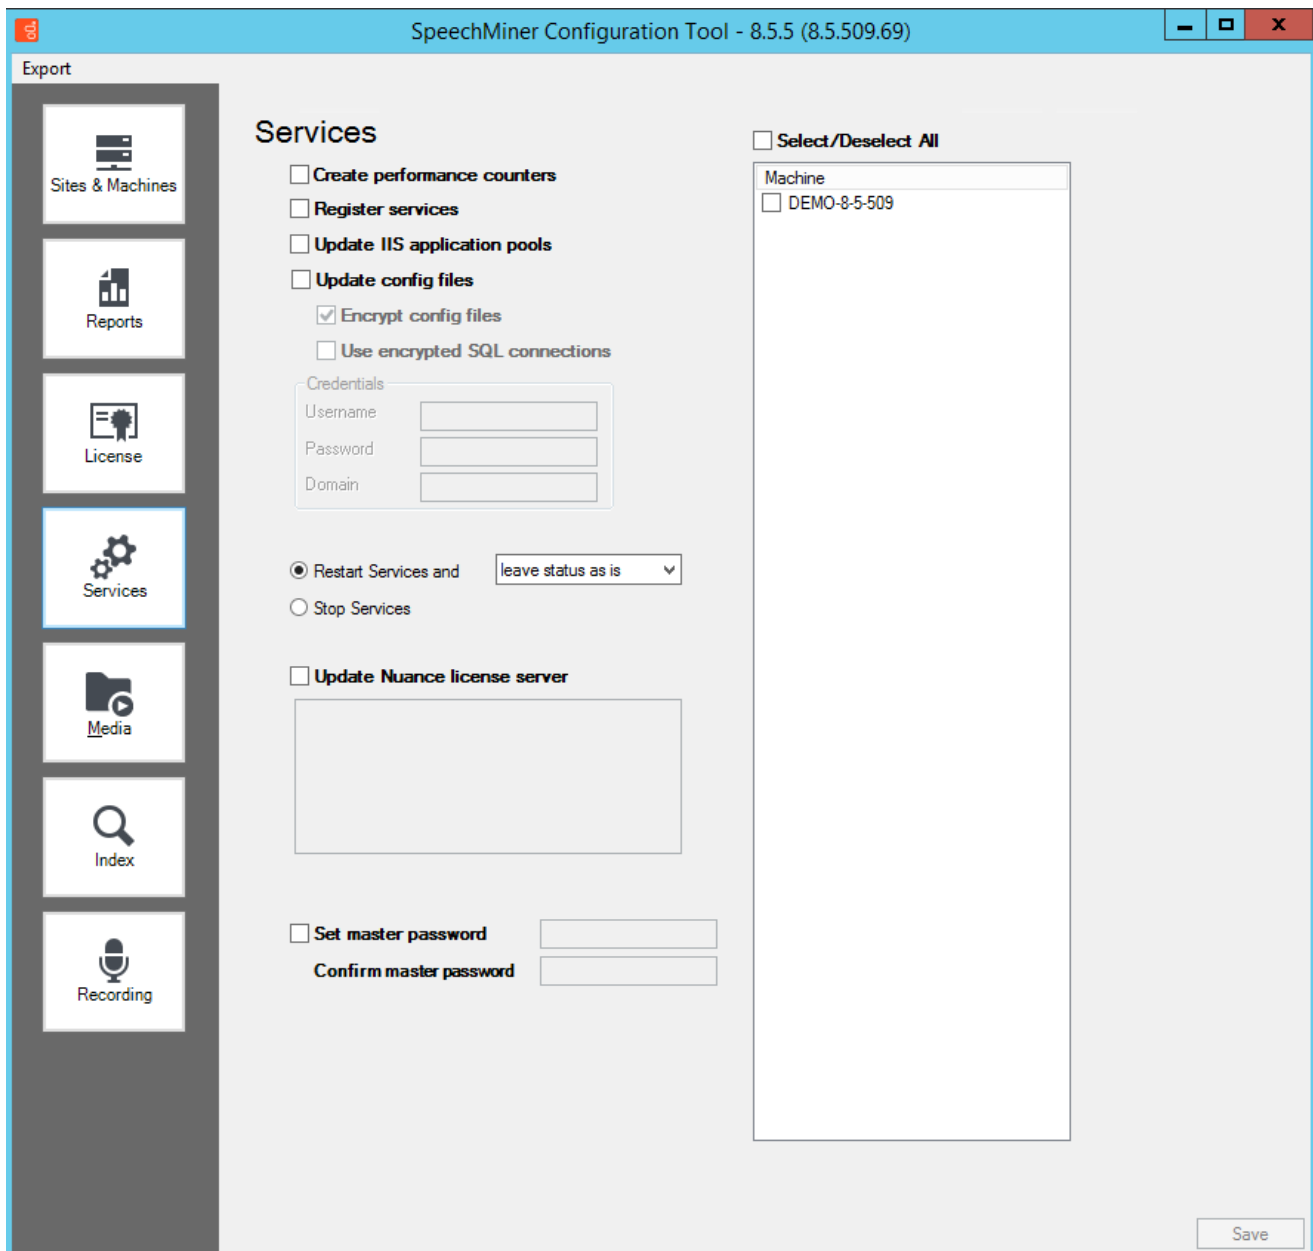 SpeechMiner Configuration Tool - 8.5.5 (8.5.509.69)
Export
Sites & Machines
Reports
License
Services
Media
Index
Recording
Services
Create performance counters
Register services
Update IIS application pools
Update config files
Encrypt config files
Use encrypted SQL connections
Credentials
Username
Password
Domain
Restart Services and leave status as is
Stop Services
Update Nuance license server
Set master password
Confirm master password
Select/Deselect All
Machine
DEMO-8-5-509
Save